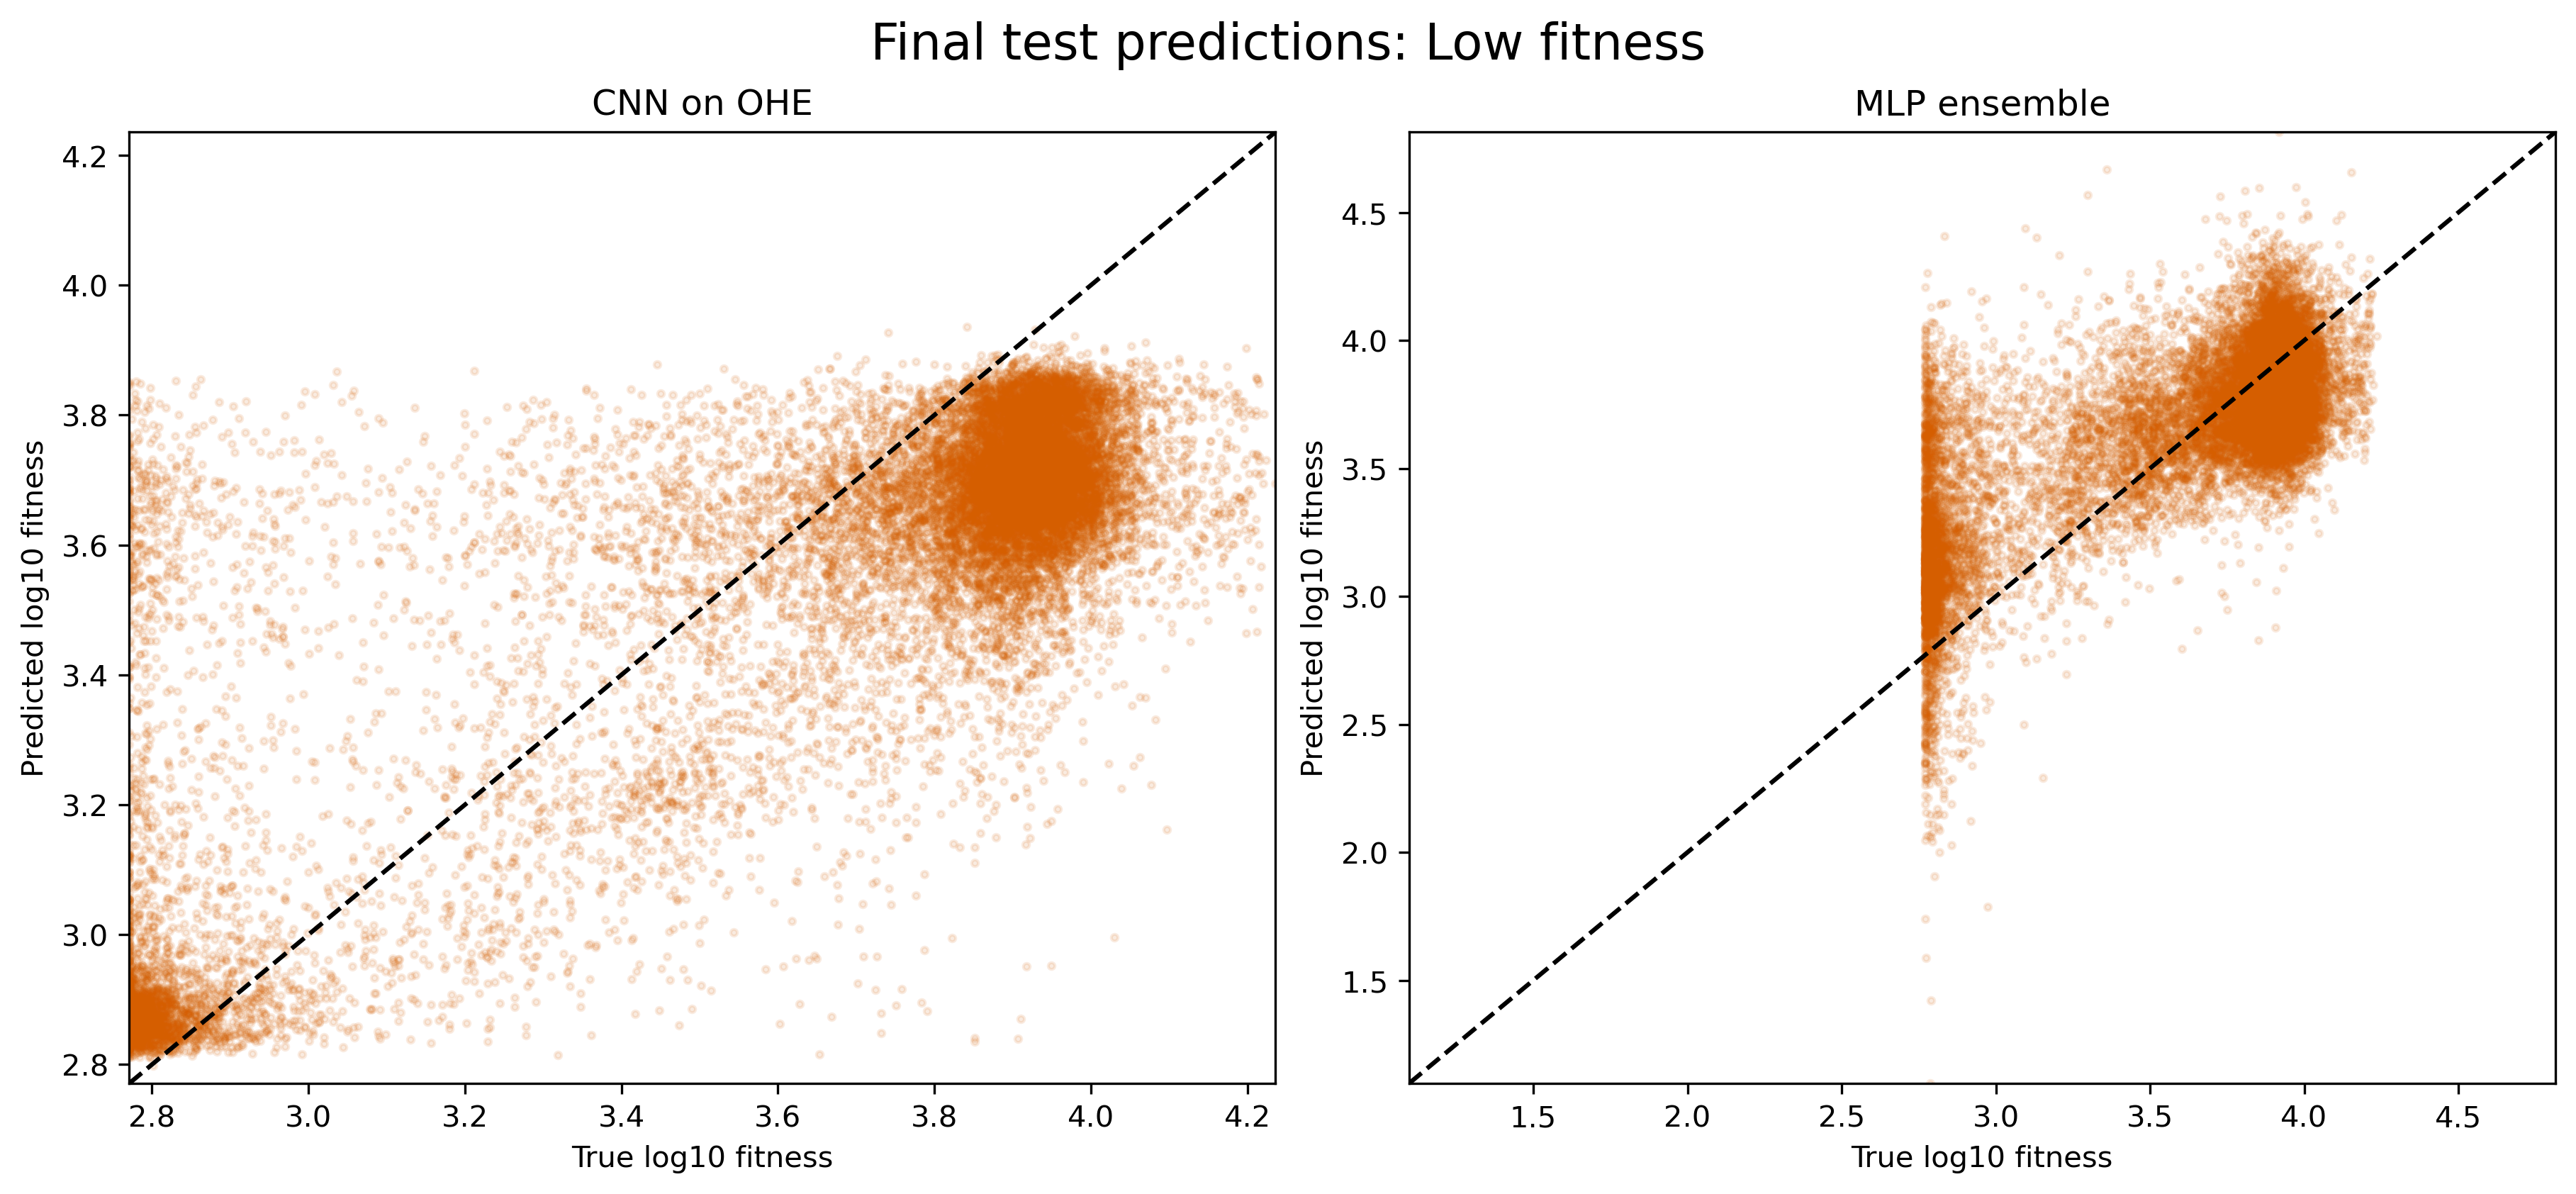 Final test predictions: Low fitness
CNN on OHE
4.2
4.0
3.8
3.6
3.4
3.2
3.0
2.8
Predicted log10 fitness
2.8 3.0 3.2 3.4 3.6 3.8 4.0 4.2
True log10 fitness
MLP ensemble
4.5
4.0
3.5
3.0
2.5
2.0
1.5
Predicted log10 fitness
1.5 2.0 2.5 3.0 3.5 4.0 4.5
True log10 fitness